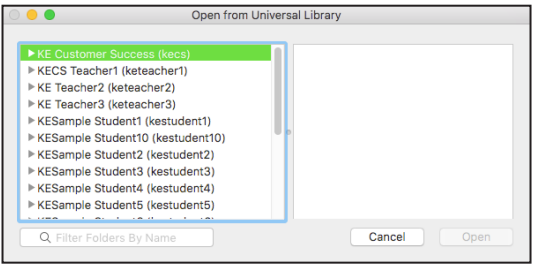 Open from Universal Library
KE Customer Success (kecs)
KECS Teacher1 (keteacher1)
KE Teacher2 (keteacher2)
KE Teacher3 (keteacher3)
KESample Student1 (kestudent1)
KESample Student10 (kestudent10)
KESample Student2 (kestudent2)
KESample Student3 (kestudent3)
KESample Student4 (kestudent4)
KESample Student5 (kestudent5)
Filter Folders By Name
Cancel
Open